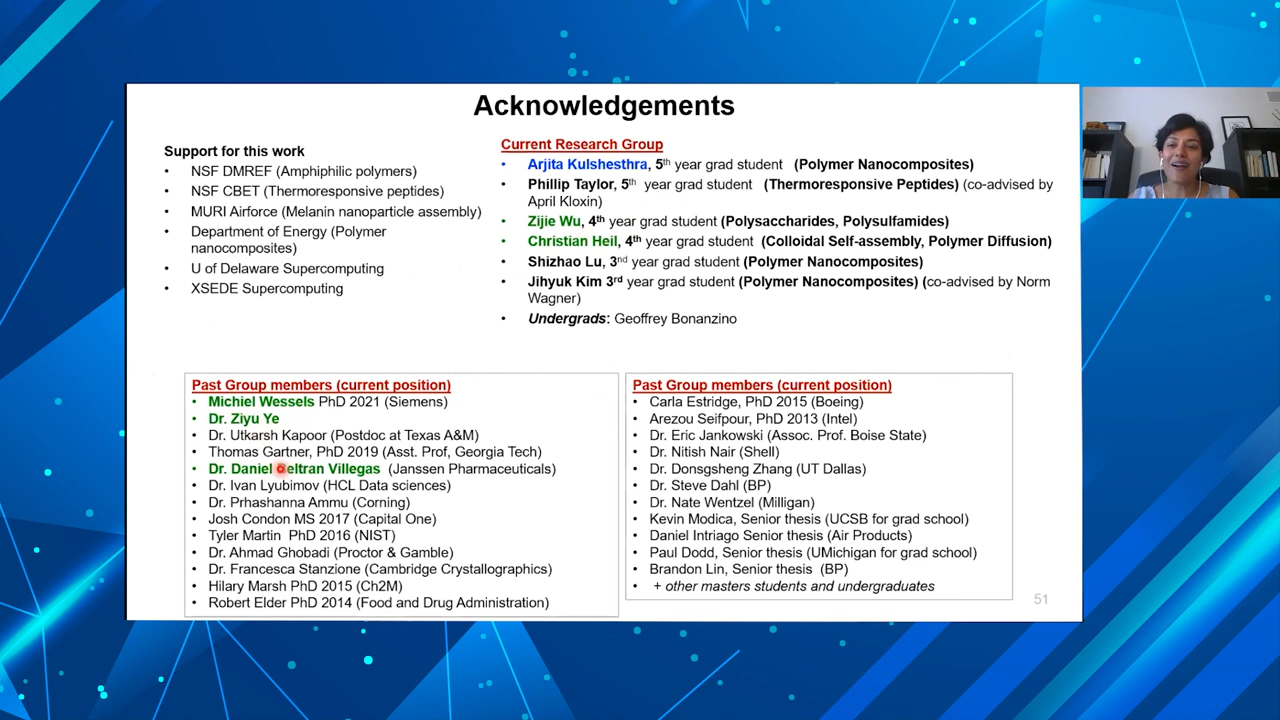 Acknowledgements
Support for this work
• NSF DMREF (Amphiphilic polymers)
• NSF CBET (Thermoresponsive peptides)
• MURI Airforce (Melanin nanoparticle assembly)
• Department of Energy (Polymer
nanocomposites)
• U of Delaware Supercomputing
• XSEDE Supercomputing
Current Research Group
• Arjita Kulshesthra, 5th year grad student (Polymer Nanocomposites)
• Phillip Taylor, 5th year grad student (Thermoresponsive Peptides) (co-advised by
April Kloxin)
• Zijie Wu, 4th year grad student (Polysaccharides, Polysulfamides)
• Christian Heil, 4th year grad student (Colloidal Self-assembly, Polymer Diffusion)
• Shizhao Lu, 3nd year grad student (Polymer Nanocomposites)
• Jihyuk Kim 3rd year grad student (Polymer Nanocomposites) (co-advised by Norm
Wagner)
• Undergrads: Geoffrey Bonanzino
Past Group members (current position)
• Michiel Wessels PhD 2021 (Siemens)
• Dr. Ziyu Ye
• Dr. Utkarsh Kapoor (Postdoc at Texas A&M)
• Thomas Gartner, PhD 2019 (Asst. Prof, Georgia Tech)
• Dr. Daniel Beltran Villegas (Janssen Pharmaceuticals)
• Dr. Ivan Lyubimov (HCL Data sciences)
• Dr. Prhashanna Ammu (Corning)
• Josh Condon MS 2017 (Capital One)
• Tyler Martin PhD 2016 (NIST)
• Dr. Ahmad Ghobadi (Proctor & Gamble)
• Dr. Francesca Stanzione (Cambridge Crystallographics)
• Hilary Marsh PhD 2015 (Ch2M)
• Robert Elder PhD 2014 (Food and Drug Administration)
Past Group members (current position)
• Carla Estridge, PhD 2015 (Boeing)
• Arezou Seifpour, PhD 2013 (Intel)
• Dr. Eric Jankowski (Assoc. Prof. Boise State)
• Dr. Nitish Nair (Shell)
• Dr. Donsgsheng Zhang (UT Dallas)
• Dr. Steve Dahl (BP)
• Dr. Nate Wentzel (Milligan)
• Kevin Modica, Senior thesis (UCSB for grad school)
• Daniel Intriago Senior thesis (Air Products)
• Paul Dodd, Senior thesis (UMichigan for grad school)
• Brandon Lin, Senior thesis (BP)
• + other masters students and undergraduates
51